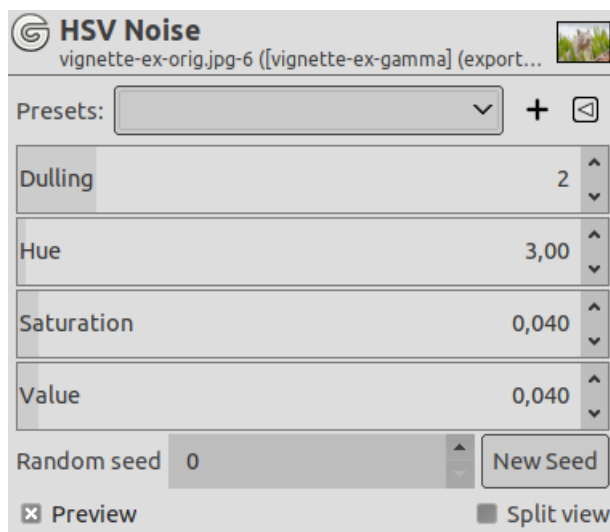 HSV Noise
vignette-ex-orig.jpg-6 ([vignette-ex-gamma] (export...
Presets:
Dulling 2
Hue 3,00
Saturation 0,040
Value 0,040
Random seed 0 New Seed
Preview Split view